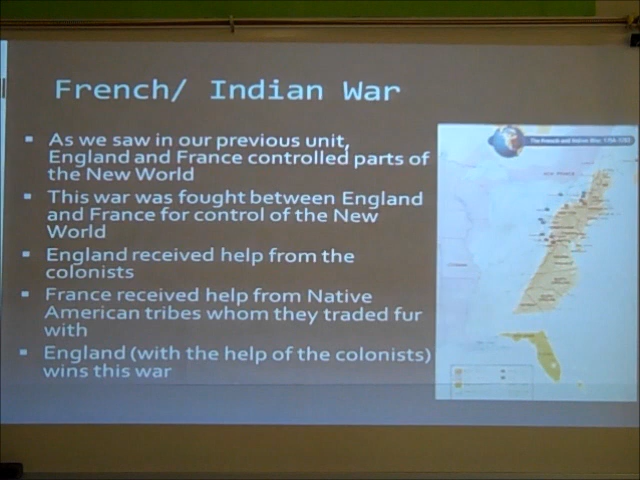 French/ Indian War
▪ As we saw in our previous unit,
England and France controlled parts of
the New World
▪ This war was fought between England
and France for control of the New
World
▪ England received help from the
colonists
▪ France received help from Native
American tribes whom they traded fur
with
▪ England (with the help of the colonists)
wins this war